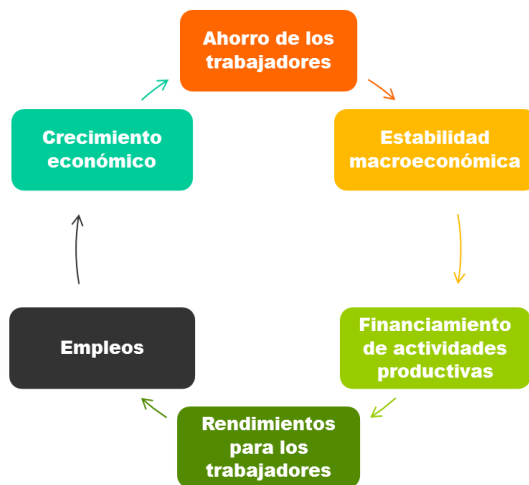 Ahorro de los
trabajadores
Estabilidad
macroeconómica
Financiamiento
de actividades
productivas
Rendimientos
para los
trabajadores
Empleos
Crecimiento
económico